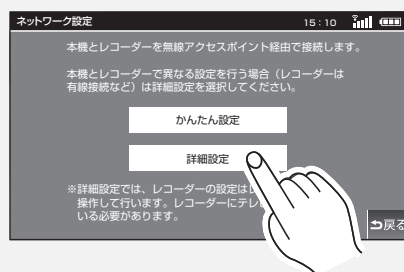 ネットワーク設定 15:10
本機とレコーダーを無線アクセスポイント経由で接続します。
本機とレコーダーで異なる設定を行う場合（レコーダーは
有線接続など）は詳細設定を選択してください。
かんたん設定
詳細設定
※詳細設定では、レコーダーの設定は
操作して行います。レコーダーにテレ
いる必要があります。
戻る